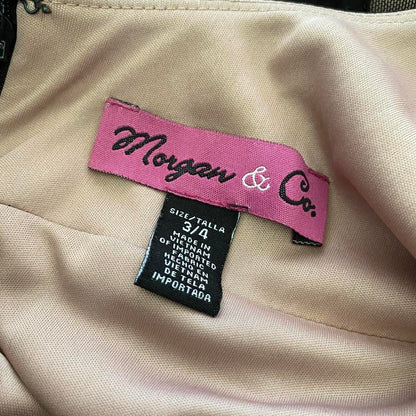 Morgan & Co.
SIZE/TALLA
3/4
MADE IN
VIETNAM
OF IMPORTED
FABRIC
HECHO EN
VIETNAM
DE TELA
IMPORTADA